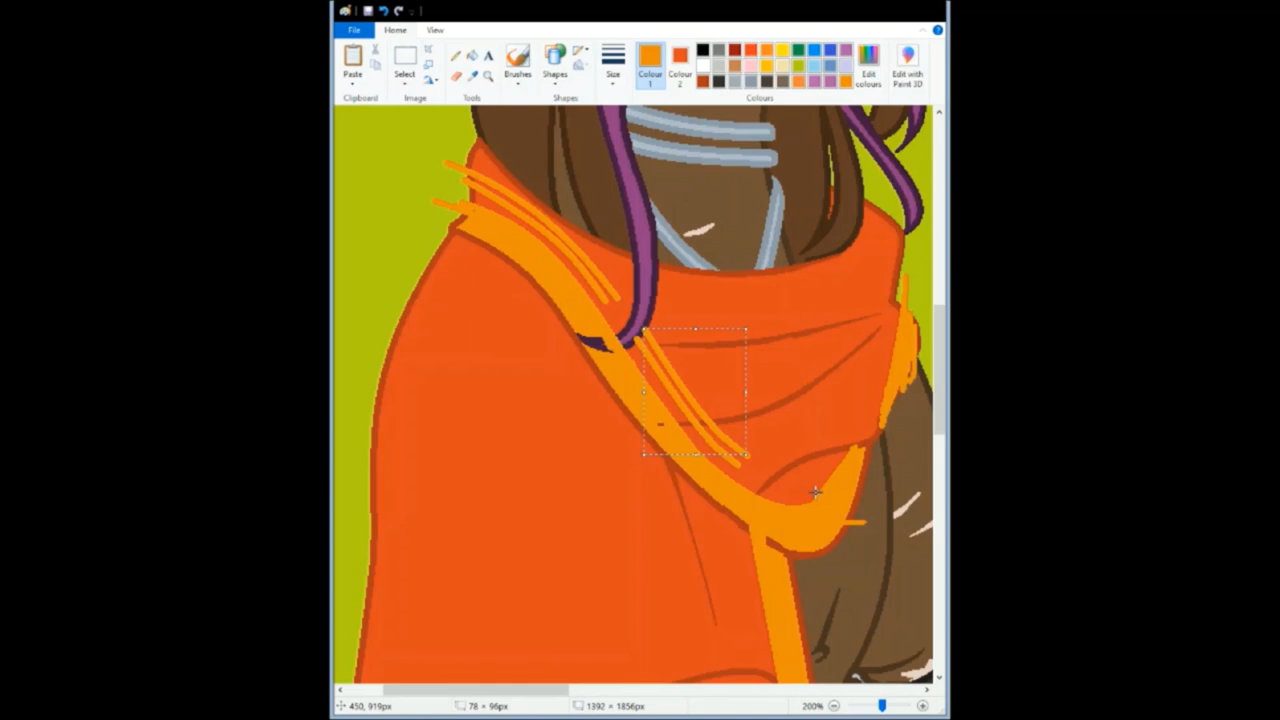 File Home View
Paste Select Brushes Shapes Size Colour 1 Colour 2 Edit colours Edit with Paint 3D
Clipboard Image Tools Shapes Colours
450, 919px 78 × 96px 1392 × 1856px 200%